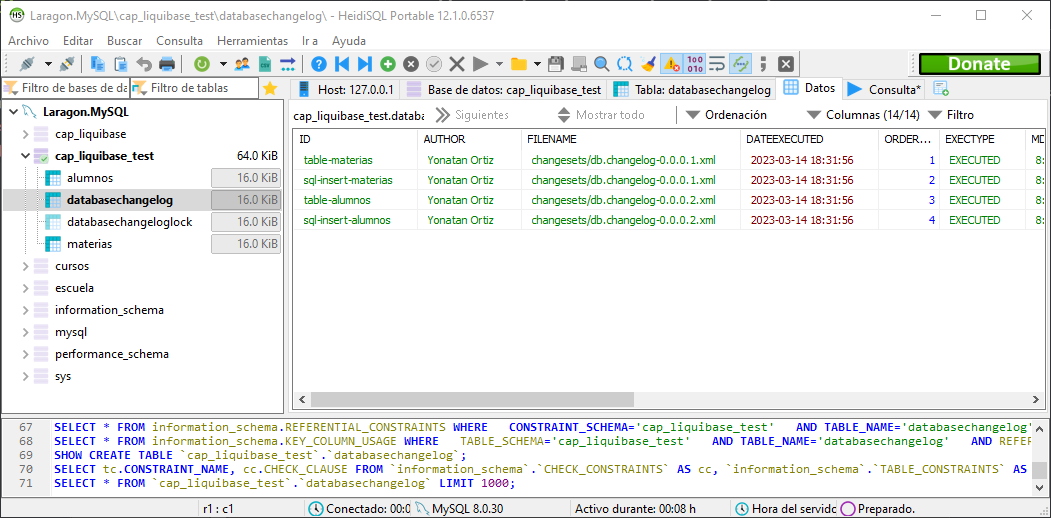 Laragon.MySQL\cap_liquibase_test\databasechangelog\ - HeidiSQL Portable 12.1.0.6537
Archivo Editar Buscar Consulta Herramientas Ir a Ayuda
Donate
Filtro de bases de da Filtro de tablas
Host: 127.0.0.1 Base de datos: cap_liquibase_test Tabla: databasechangelog Datos Consulta*
Laragon.MySQL
cap_liquibase
cap_liquibase_test 64.0 KiB
alumnos 16.0 KiB
databasechangelog 16.0 KiB
databasechangeloglock 16.0 KiB
materias 16.0 KiB
cursos
escuela
information_schema
mysql
performance_schema
sys
cap_liquibase_test.databa Siguientes Mostrar todo Ordenación Columnas (14/14) Filtro
ID AUTHOR FILENAME DATEEXECUTED ORDER... EXECTYPE MD
table-materias Yonatan Ortiz changesets/db.changelog-0.0.0.1.xml 2023-03-14 18:31:56 1 EXECUTED 8:
sql-insert-materias Yonatan Ortiz changesets/db.changelog-0.0.0.1.xml 2023-03-14 18:31:56 2 EXECUTED 8:
table-alumnos Yonatan Ortiz changesets/db.changelog-0.0.0.2.xml 2023-03-14 18:31:56 3 EXECUTED 8:
sql-insert-alumnos Yonatan Ortiz changesets/db.changelog-0.0.0.2.xml 2023-03-14 18:31:56 4 EXECUTED 8:
67 SELECT * FROM information_schema.REFERENTIAL_CONSTRAINTS WHERE CONSTRAINT_SCHEMA='cap_liquibase_test' AND TABLE_NAME='databasechangelog'
68 SELECT * FROM information_schema.KEY_COLUMN_USAGE WHERE TABLE_SCHEMA='cap_liquibase_test' AND TABLE_NAME='databasechangelog' AND REFER
69 SHOW CREATE TABLE `cap_liquibase_test`.`databasechangelog`;
70 SELECT tc.CONSTRAINT_NAME, cc.CHECK_CLAUSE FROM `information_schema`.`CHECK_CONSTRAINTS` AS cc, `information_schema`.`TABLE_CONSTRAINTS` AS
71 SELECT * FROM `cap_liquibase_test`.`databasechangelog` LIMIT 1000;
r1 : c1 Conectado: 00:0 MySQL 8.0.30 Activo durante: 00:08 h Hora del servido Preparado.